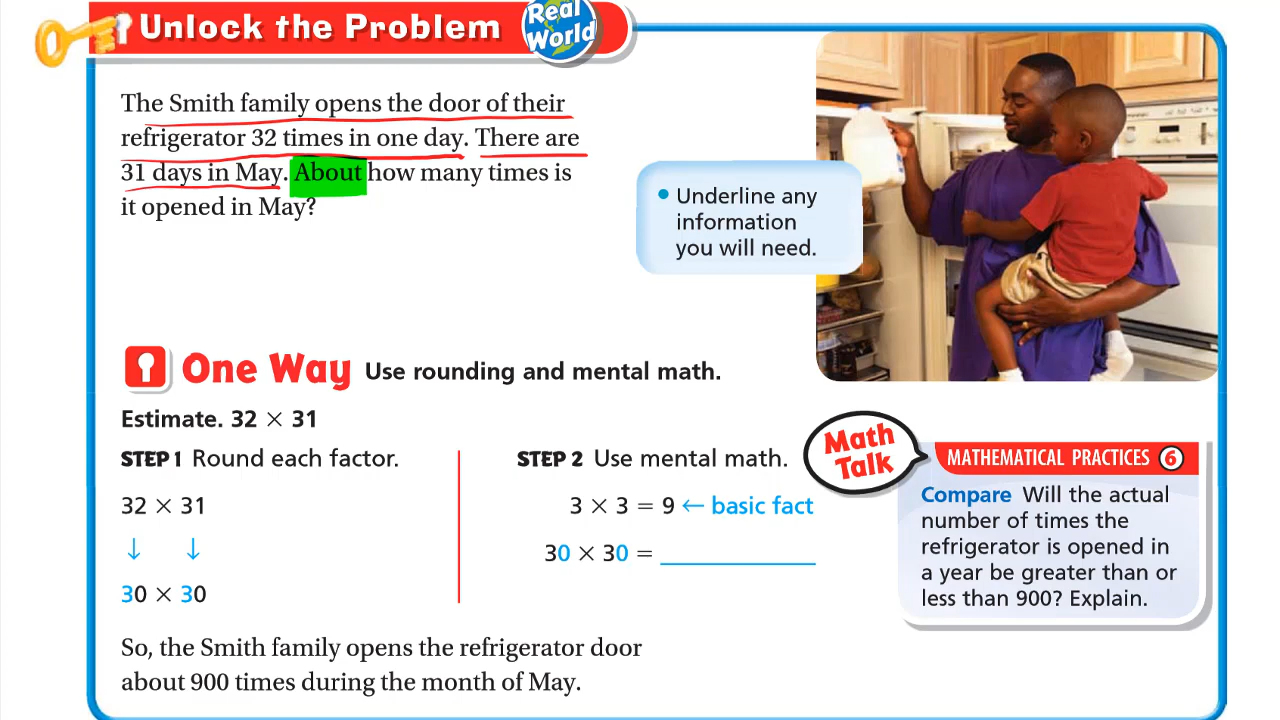 Unlock the Problem
Real
World
The Smith family opens the door of their
refrigerator 32 times in one day. There are
31 days in May. About how many times is
it opened in May?
• Underline any
information
you will need.
One Way Use rounding and mental math.
Estimate. 32 × 31
STEP 1 Round each factor.
32 × 31
↓ ↓
30 × 30
STEP 2 Use mental math.
3 × 3 = 9 ← basic fact
30 × 30 = ____________
Math
Talk
MATHEMATICAL PRACTICES 6
Compare Will the actual
number of times the
refrigerator is opened in
a year be greater than or
less than 900? Explain.
So, the Smith family opens the refrigerator door
about 900 times during the month of May.